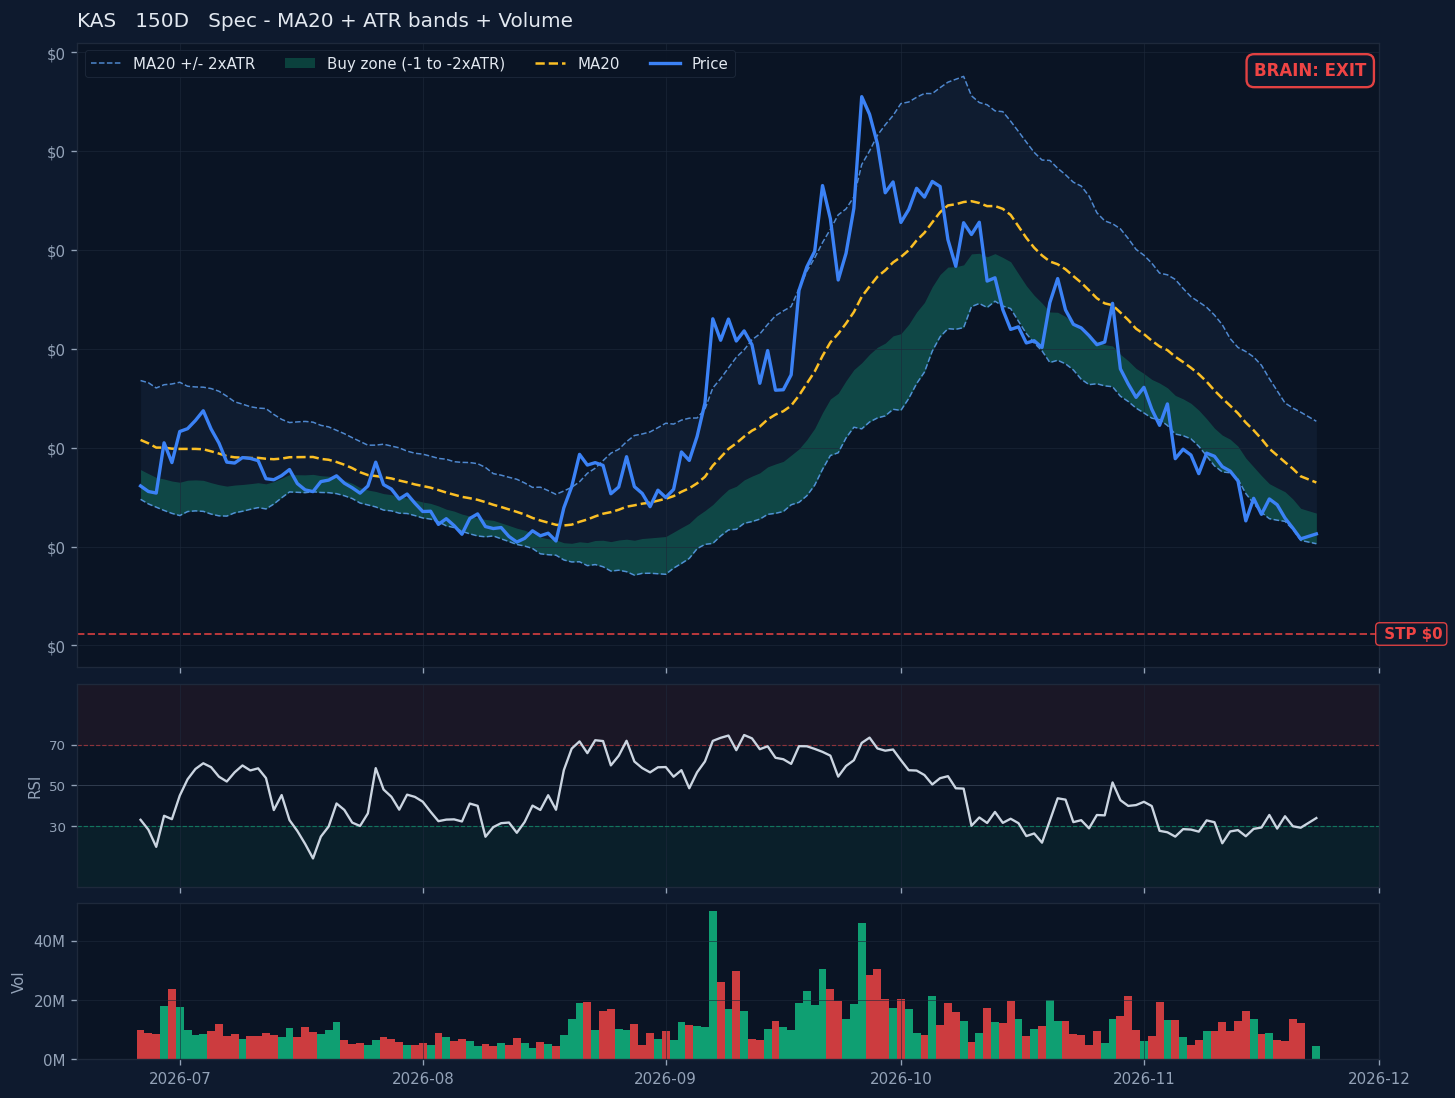 KAS   150D   Spec - MA20 + ATR bands + Volume
MA20 +/- 2xATR
Buy zone (-1 to -2xATR)
MA20
Price
BRAIN: EXIT
$0
$0
$0
$0
$0
$0
$0
STP $0
RSI
70
50
30
Vol
40M
20M
0M
2026-07
2026-08
2026-09
2026-10
2026-11
2026-12